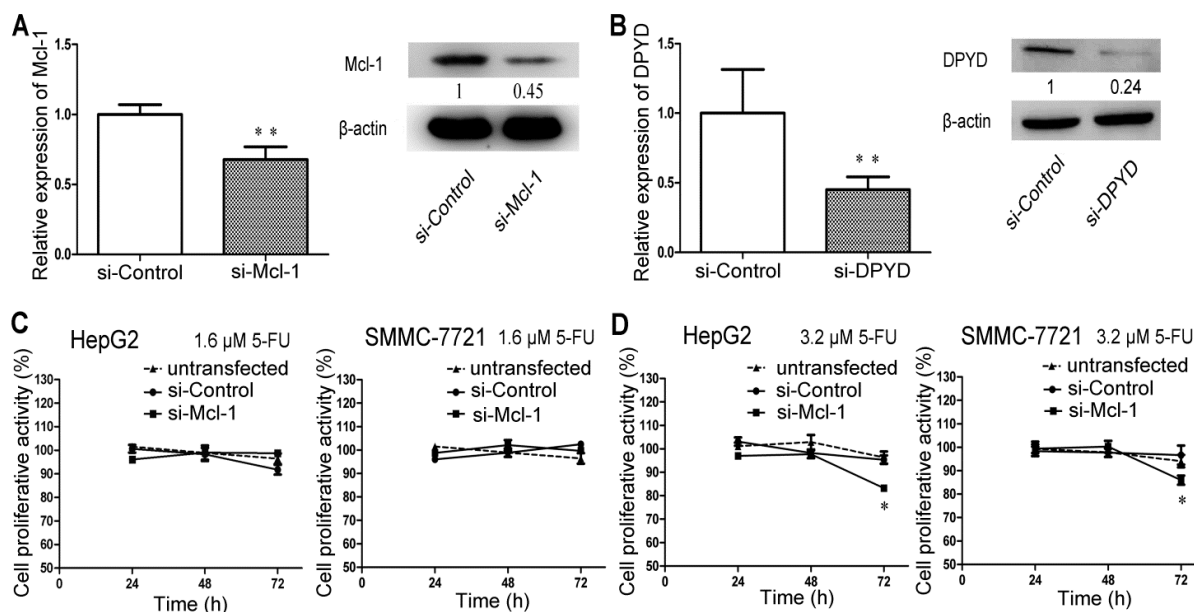 A
Relative expression of Mcl-1
1.5
1.0
0.5
0.0
* *
si-Control
si-Mcl-1
Mcl-1
1 0.45
β-actin
si-Control
si-Mcl-1
B
Relative expression of DPYD
1.5
1.0
0.5
0.0
* *
si-Control
si-DPYD
DPYD
1 0.24
β-actin
si-Control
si-DPYD
C
HepG2 1.6 µM 5-FU
untransfected
si-Control
si-Mcl-1
Cell proliferative activity (%)
130
120
110
100
90
80
70
60
50
0 24 48 72
Time (h)
SMMC-7721 1.6 µM 5-FU
untransfected
si-Control
si-Mcl-1
Cell proliferative activity (%)
130
120
110
100
90
80
70
60
50
0 24 48 72
Time (h)
D
HepG2 3.2 µM 5-FU
untransfected
si-Control
si-Mcl-1
Cell proliferative activity (%)
130
120
110
100
90
80
70
60
50
*
0 24 48 72
Time (h)
SMMC-7721 3.2 µM 5-FU
untransfected
si-Control
si-Mcl-1
Cell proliferative activity (%)
130
120
110
100
90
80
70
60
50
*
0 24 48 72
Time (h)